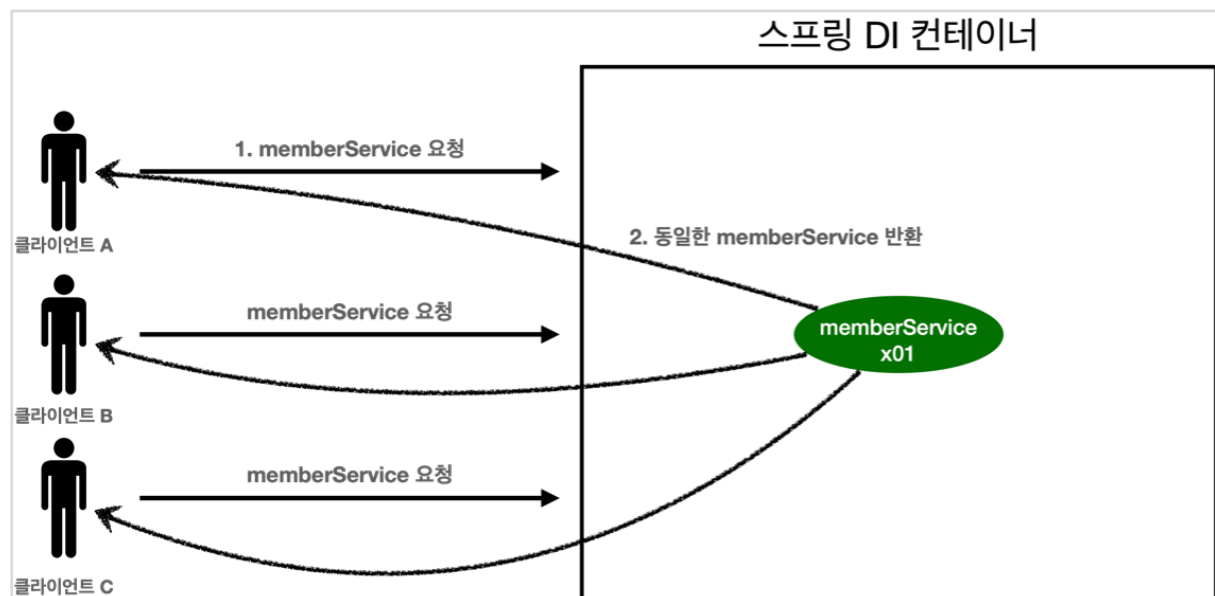 스프링 DI 컨테이너
1. memberService 요청
클라이언트 A
2. 동일한 memberService 반환
memberService 요청
memberService
x01
클라이언트 B
memberService 요청
클라이언트 C